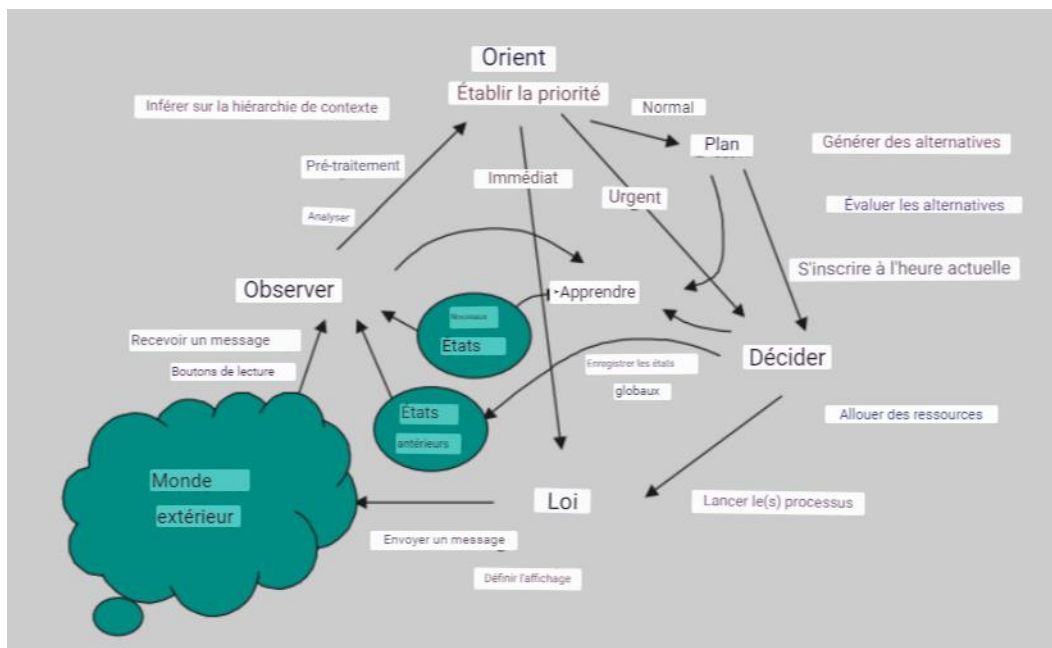 Orient
Établir la priorité
Inférer sur la hiérarchie de contexte
Normal
Plan
Générer des alternatives
Pré-traitement
Immédiat
Urgent
Évaluer les alternatives
Analyser
S'inscrire à l'heure actuelle
Observer
Apprendre
Nouveaux
États
Recevoir un message
Boutons de lecture
Enregistrer les états
globaux
Décider
États
antérieurs
Allouer des ressources
Monde
extérieur
Loi
Lancer le(s) processus
Envoyer un message
Définir l'affichage